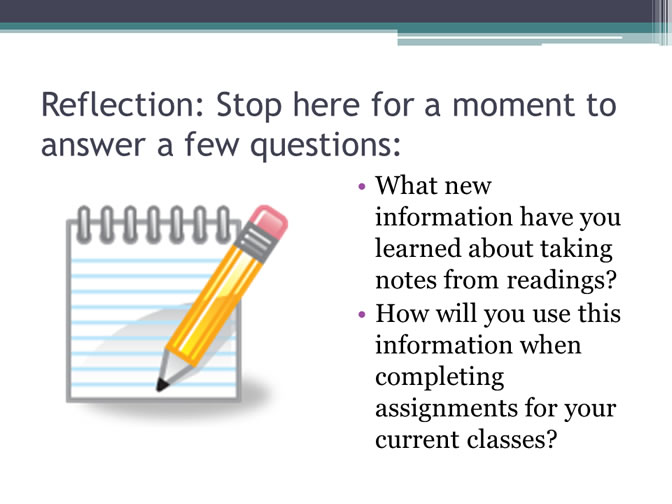 Reflection: Stop here for a moment to
answer a few questions:
• What new
information have you
learned about taking
notes from readings?
• How will you use this
information when
completing
assignments for your
current classes?